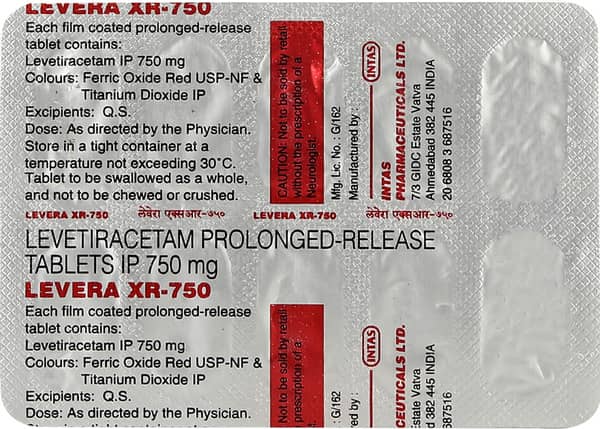 LEVERA XR-750
Each film coated prolonged-release
tablet contains:
Levetiracetam IP 750 mg
Colours: Ferric Oxide Red USP-NF &
Titanium Dioxide IP
Excipients: Q.S.
Dose: As directed by the Physician.
Store in a tight container at a
temperature not exceeding 30°C.
Tablet to be swallowed as a whole,
and not to be chewed or crushed.
CAUTION: Not to be sold by retail
without the prescription of a
Neurologist.
Mfg. Lic. No. : G/162
Manufactured by :
INTAS
INTAS
PHARMACEUTICALS LTD.
7/3 GIDC Estate Vatva
Ahmedabad 382 445 INDIA
20 6808 3 687516
LEVERA XR-750 लेवेरा एक्सआर-७५० LEVERA XR-750 लेवेरा एक्सआर-७५०
LEVETIRACETAM PROLONGED-RELEASE
TABLETS IP 750 mg
LEVERA XR-750
Each film coated prolonged-release
tablet contains:
Levetiracetam IP 750 mg
Colours: Ferric Oxide Red USP-NF &
Titanium Dioxide IP
Excipients: Q.S.
Dose: As directed by the Physician.
Not to be sold by retail
prescription of a
: G/162
ed by :
INTAS
CEUTICALS LTD.
Estate Vatva
382 445 INDIA
687516